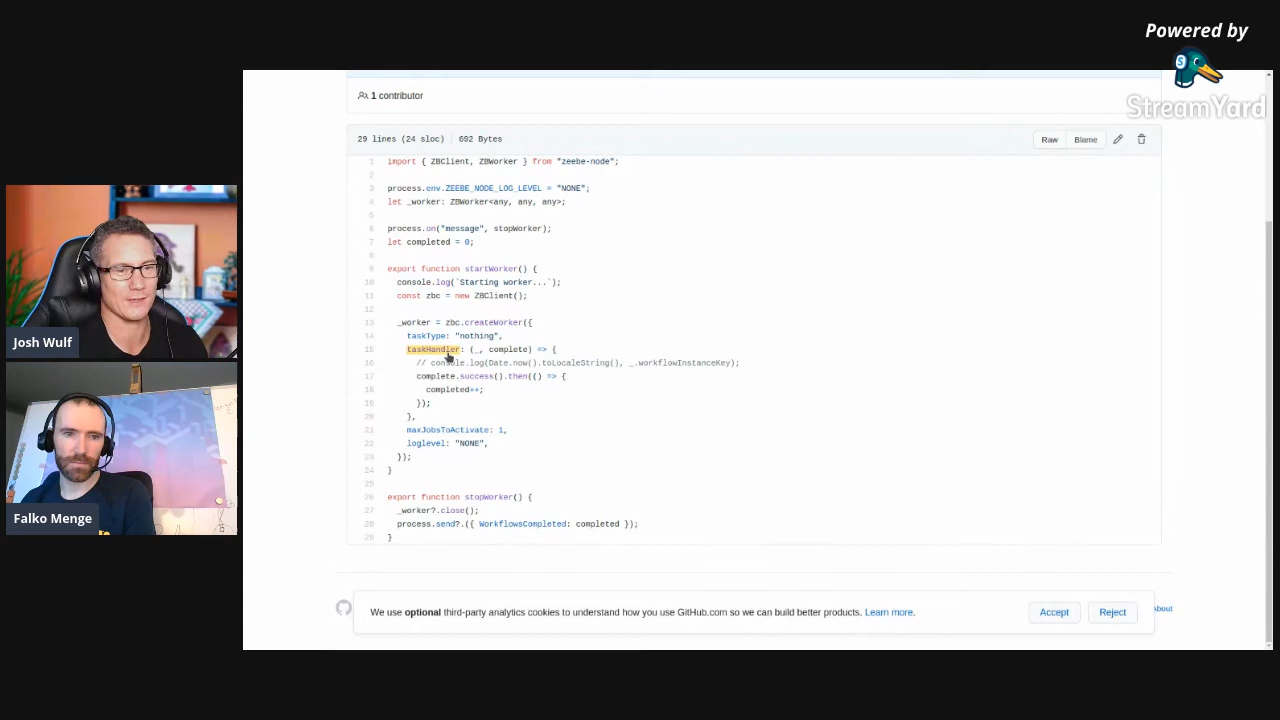 Powered by
StreamYard
1 contributor
29 lines (24 sloc) 692 Bytes
Raw
Blame
1 import { ZBClient, ZBWorker } from "zeebe-node";
2
3 process.env.ZEEBE_NODE_LOG_LEVEL = "NONE";
4 let _worker: ZBWorker<any, any, any>;
5
6 process.on("message", stopWorker);
7 let completed = 0;
8
9 export function startWorker() {
10 console.log(`Starting worker...`);
11 const zbc = new ZBClient();
12
13 _worker = zbc.createWorker({
14 taskType: "nothing",
15 taskHandler: (_, complete) => {
16 // console.log(Date.now().toLocaleString(), _.workflowInstanceKey);
17 complete.success().then(() => {
18 completed++;
19 });
20 },
21 maxJobsToActivate: 1,
22 loglevel: "NONE",
23 });
24 }
25
26 export function stopWorker() {
27 _worker?.close();
28 process.send?.({ WorkflowsCompleted: completed });
29 }
Josh Wulf
Falko Menge
We use optional third-party analytics cookies to understand how you use GitHub.com so we can build better products. Learn more.
Accept
Reject
About